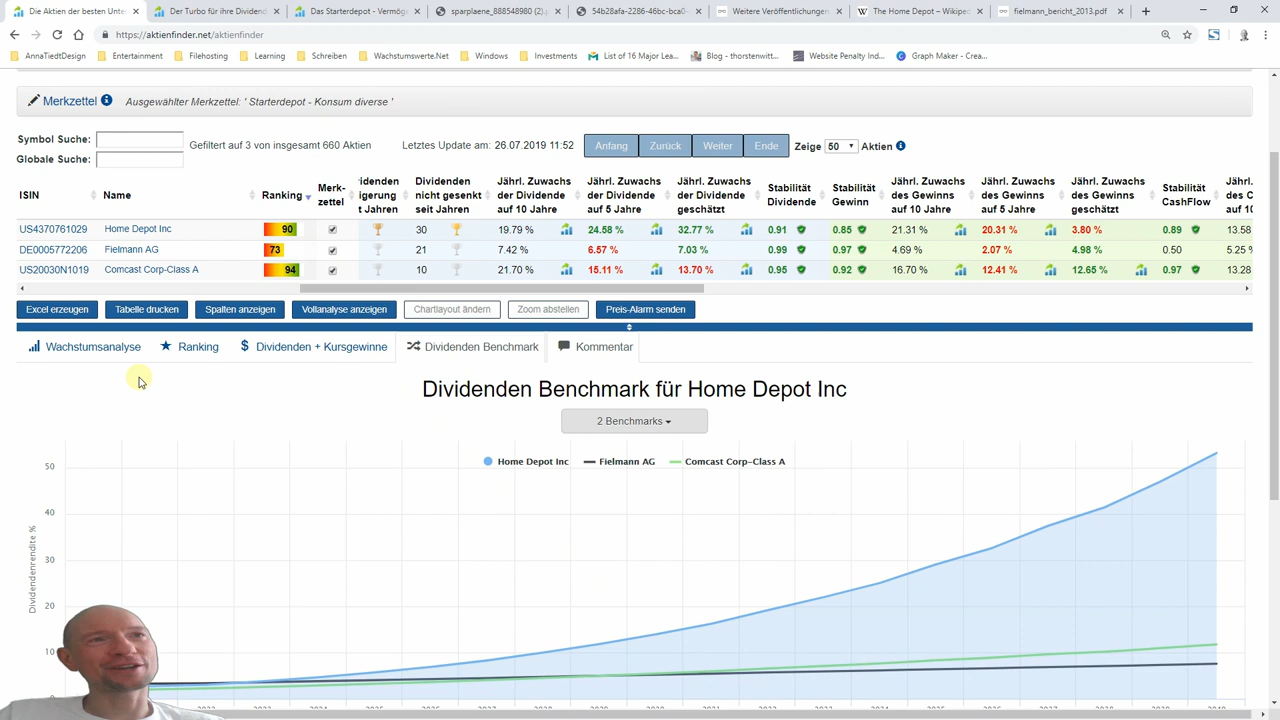 Die Aktien der besten Unter
Der Turbo für ihre Dividend
Das Starterdepot - Vermöge
sparplaene_888548980 (2).p
54b28afa-2286-46bc-bca0-
Weitere Veröffentlichungen
The Home Depot – Wikiped
fielmann_bericht_2013.pdf
https://aktienfinder.net/aktienfinder
AnnaTiedtDesign
Entertainment
Filehosting
Learning
Schreiben
Wachstumswerte.Net
Windows
Investments
List of 16 Major Lea...
Blog - thorstenwitt...
Website Penalty Ind...
Graph Maker - Crea...
Merkzettel
Ausgewählter Merkzettel: ' Starterdepot - Konsum diverse '
Symbol Suche:
Globale Suche:
Gefiltert auf 3 von insgesamt 660 Aktien
Letztes Update am: 26.07.2019 11:52
Anfang Zurück Weiter Ende
Zeige 50 Aktien
ISIN
Name
Ranking
Merk-
zettel
videnden
igerung
t Jahren
Dividenden
nicht gesenkt
seit Jahren
Jährl. Zuwachs
der Dividende
auf 10 Jahre
Jährl. Zuwachs
der Dividende
auf 5 Jahre
Jährl. Zuwachs
der Dividende
geschätzt
Stabilität
Dividende
Stabilität
Gewinn
Jährl. Zuwachs
des Gewinns
auf 10 Jahre
Jährl. Zuwachs
des Gewinns
auf 5 Jahre
Jährl. Zuwachs
des Gewinns
geschätzt
Stabilität
CashFlow
Jährl. Zu
des C
auf 10
US4370761029 Home Depot Inc 90 30 19.79 % 24.58 % 32.77 % 0.91 0.85 21.31 % 20.31 % 3.80 % 0.89 13.58
DE0005772206 Fielmann AG 73 21 7.42 % 6.57 % 7.03 % 0.99 0.97 4.69 % 2.07 % 4.98 % 0.50 5.25 %
US20030N1019 Comcast Corp-Class A 94 10 21.70 % 15.11 % 13.70 % 0.95 0.92 16.70 % 12.41 % 12.65 % 0.97 13.28
Excel erzeugen
Tabelle drucken
Spalten anzeigen
Vollanalyse anzeigen
Chartlayout ändern
Zoom abstellen
Preis-Alarm senden
Wachstumsanalyse
Ranking
Dividenden + Kursgewinne
Dividenden Benchmark
Kommentar
Dividenden Benchmark für Home Depot Inc
2 Benchmarks
Home Depot Inc
Fielmann AG
Comcast Corp-Class A
50
40
30
20
10
Dividendenrendite %